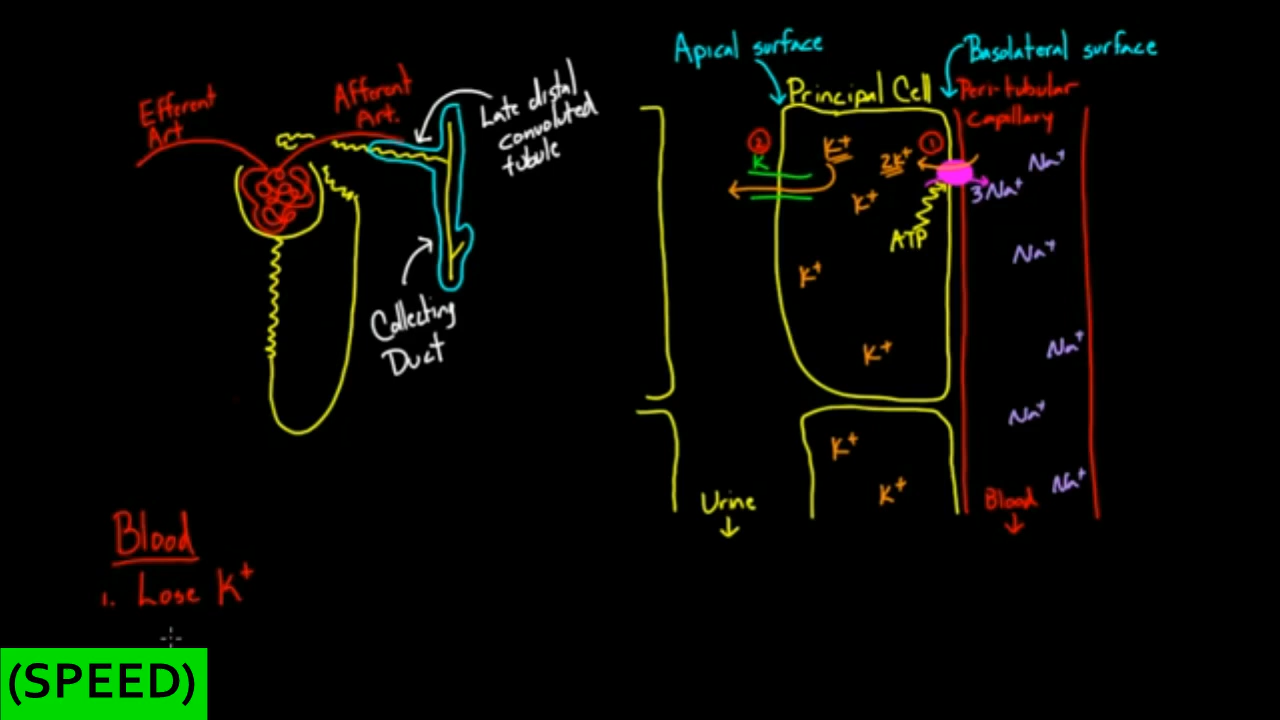 Efferent
Art.
Afferent
Art.
Late distal
convoluted
tubule
Collecting
Duct
Apical surface
Basolateral surface
Principal Cell
Peri-tubular
Capillary
②
K
K+
2K+
①
Na+
3Na+
K+
ATP
Na+
K+
K+
Na+
Na+
K+
K+
Na+
Urine
Blood
Blood
1. Lose K+
(SPEED)